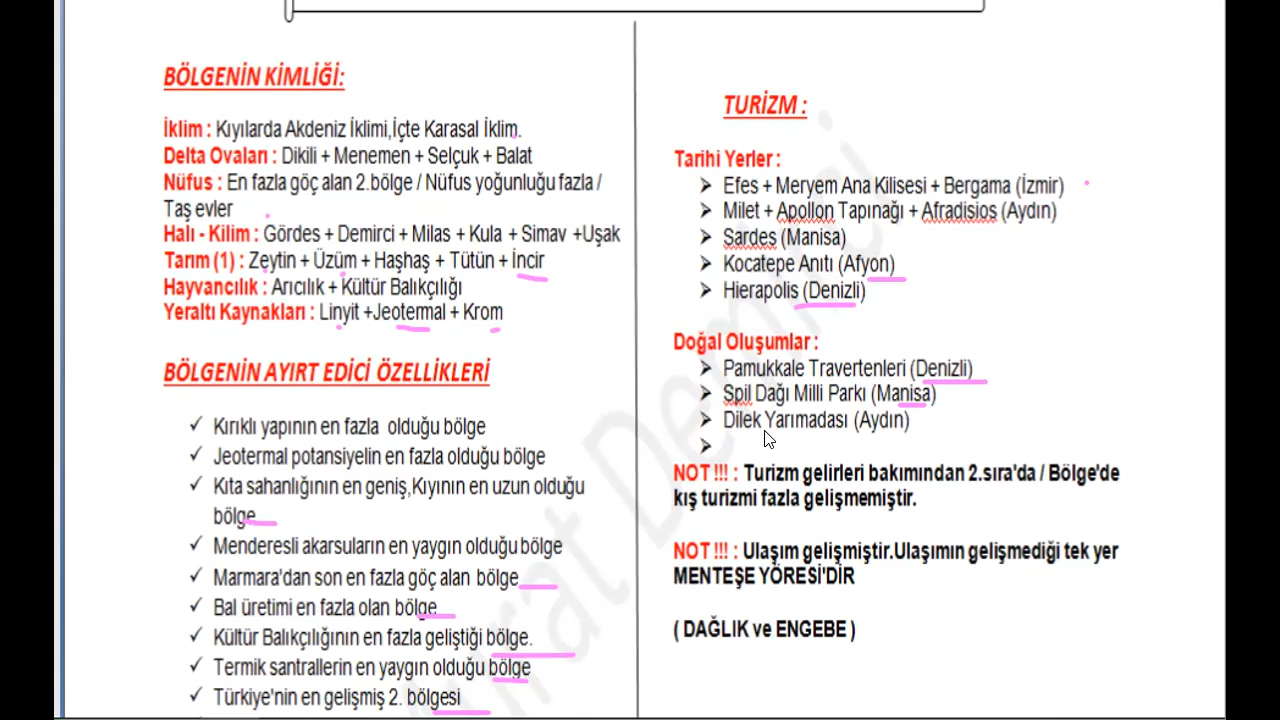 BÖLGENİN KİMLİĞİ:
İklim : Kıyılarda Akdeniz İklimi,İçte Karasal İklim.
Delta Ovaları : Dikili + Menemen + Selçuk + Balat
Nüfus : En fazla göç alan 2.bölge / Nüfus yoğunluğu fazla /
Taş evler
Halı - Kilim : Gördes + Demirci + Milas + Kula + Simav +Uşak
Tarım (1) : Zeytin + Üzüm + Haşhaş + Tütün + İncir
Hayvancılık : Arıcılık + Kültür Balıkçılığı
Yeraltı Kaynakları : Linyit +Jeotermal + Krom
BÖLGENİN AYIRT EDİCİ ÖZELLİKLERİ
✓ Kırıklı yapının en fazla olduğu bölge
✓ Jeotermal potansiyelin en fazla olduğu bölge
✓ Kıta sahanlığının en geniş,Kıyının en uzun olduğu
bölge
✓ Menderesli akarsuların en yaygın olduğu bölge
✓ Marmara'dan son en fazla göç alan bölge
✓ Bal üretimi en fazla olan bölge
✓ Kültür Balıkçılığının en fazla geliştiği bölge.
✓ Termik santrallerin en yaygın olduğu bölge
✓ Türkiye'nin en gelişmiş 2. bölgesi
TURİZM :
Tarihi Yerler :
➢ Efes + Meryem Ana Kilisesi + Bergama (İzmir)
➢ Milet + Apollon Tapınağı + Afradisios (Aydın)
➢ Sardes (Manisa)
➢ Kocatepe Anıtı (Afyon)
➢ Hierapolis (Denizli)
Doğal Oluşumlar :
➢ Pamukkale Travertenleri (Denizli)
➢ Spil Dağı Milli Parkı (Manisa)
➢ Dilek Yarımadası (Aydın)
➢
NOT !!! : Turizm gelirleri bakımından 2.sıra'da / Bölge'de
kış turizmi fazla gelişmemiştir.
NOT !!! : Ulaşım gelişmiştir.Ulaşımın gelişmediği tek yer
MENTEŞE YÖRESİ'DİR
( DAĞLIK ve ENGEBE )